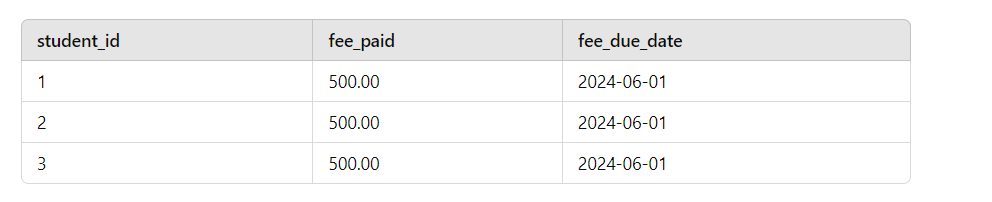 student_id fee_paid fee_due_date
1 500.00 2024-06-01
2 500.00 2024-06-01
3 500.00 2024-06-01